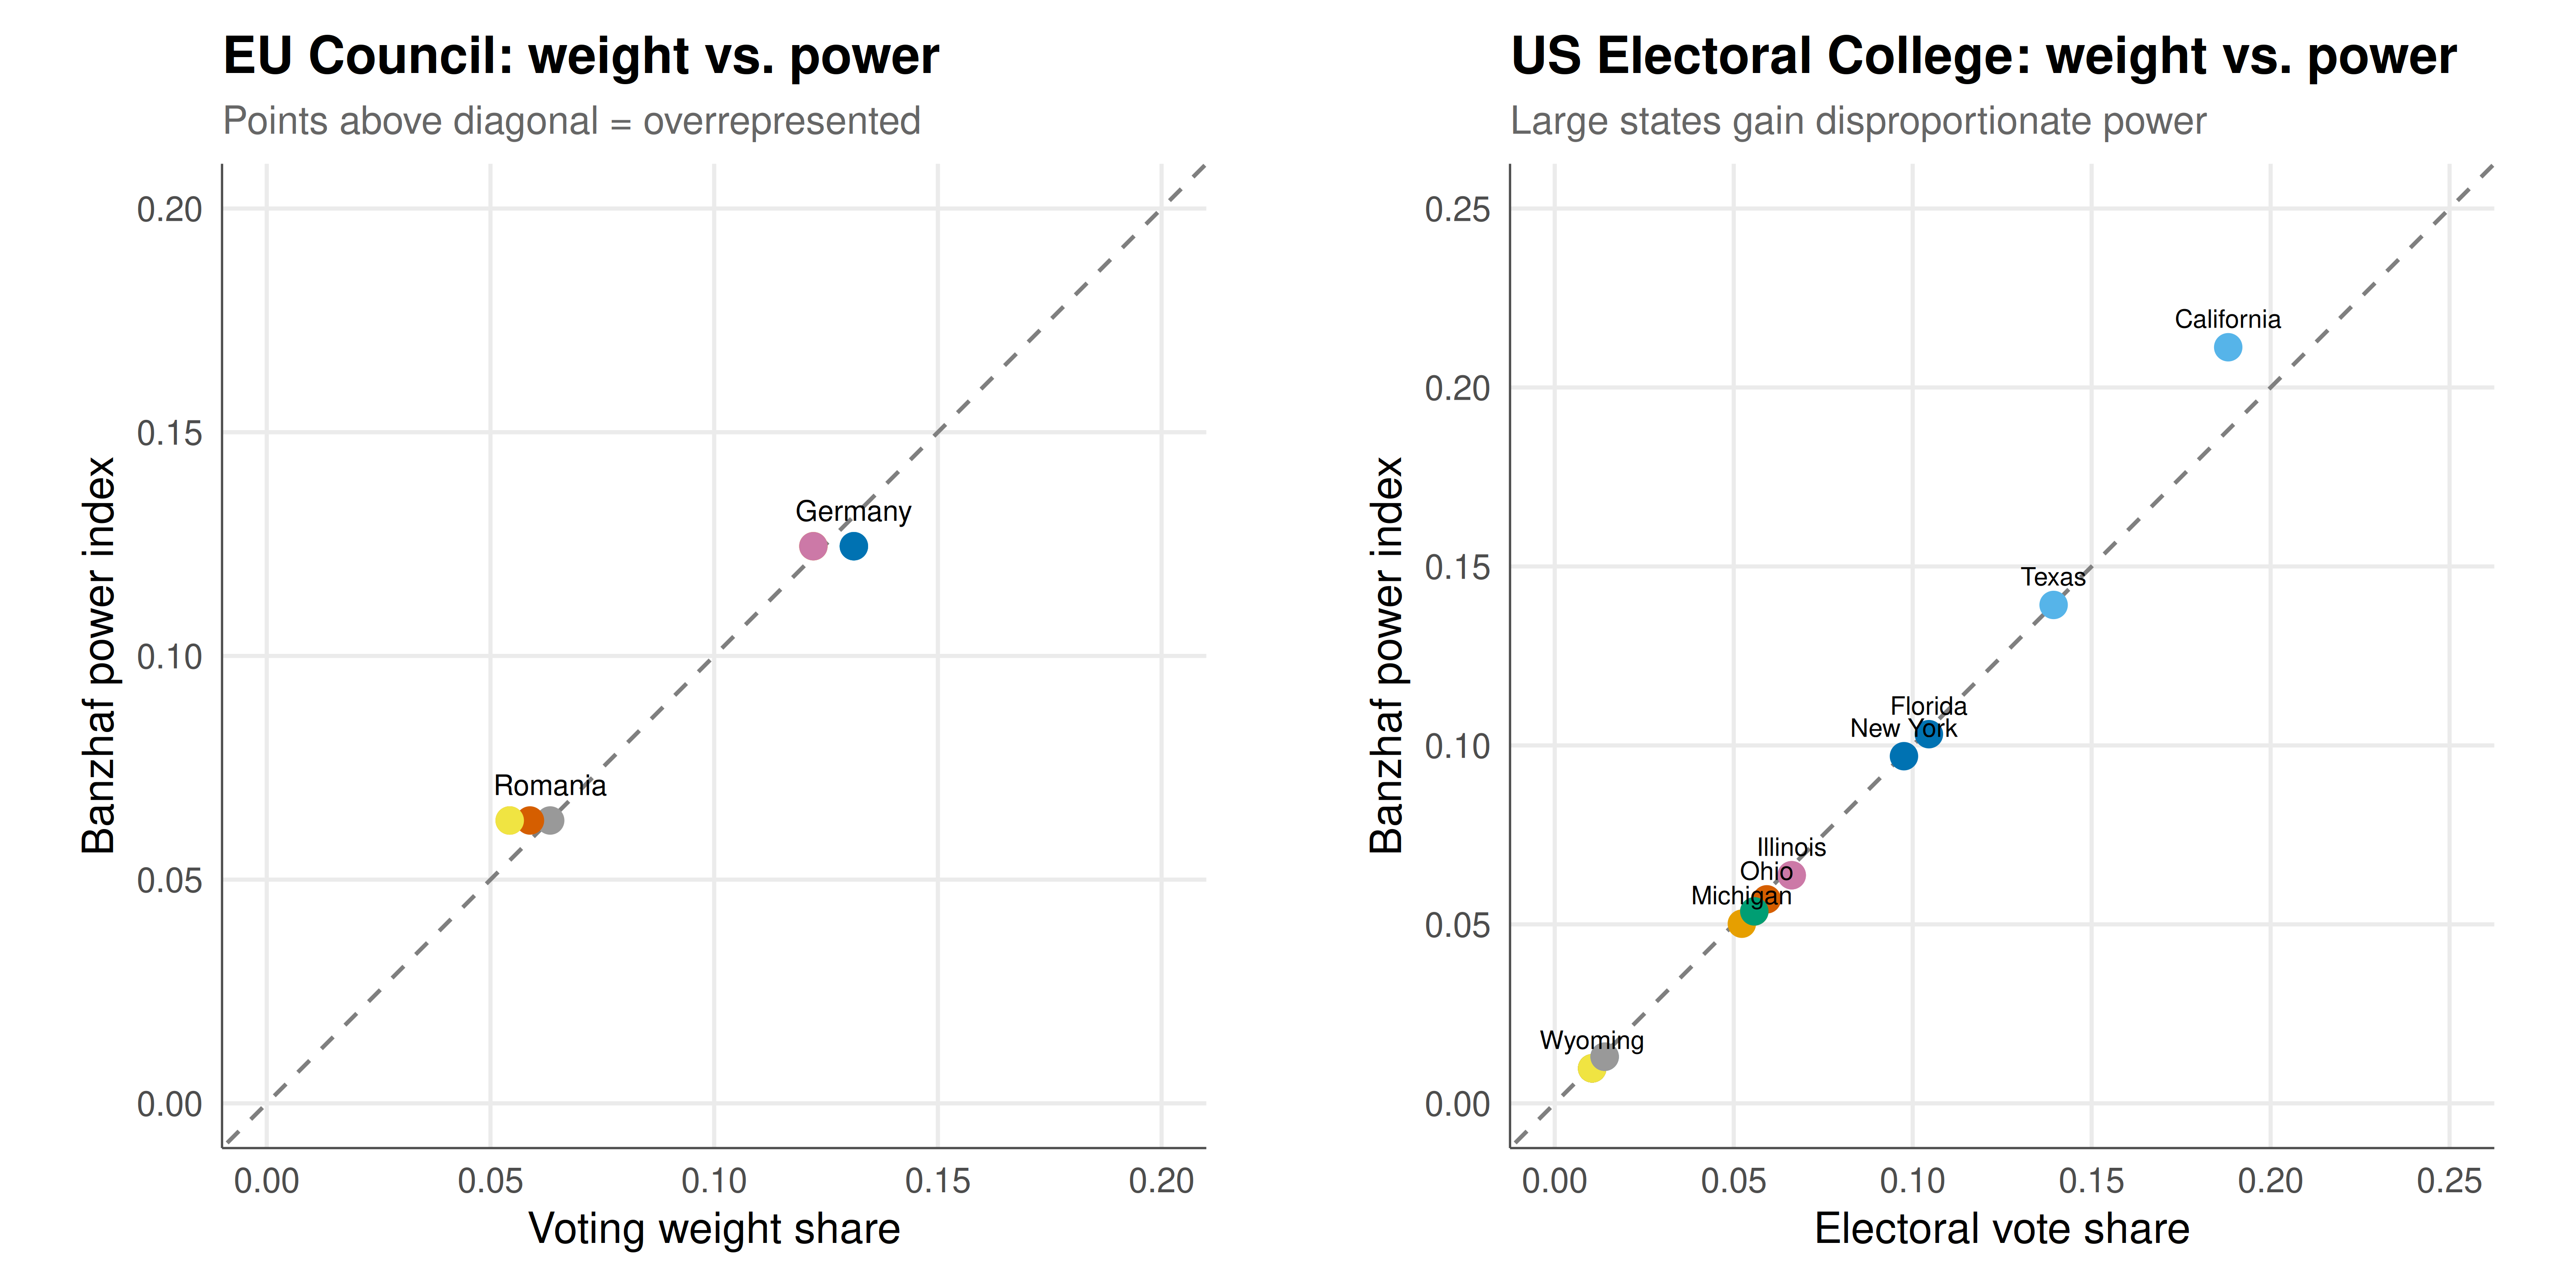 EU Council: weight vs. power
Points above diagonal = overrepresented
Banzhaf power index
0.20
0.15
0.10
0.05
0.00
Germany
Romania
0.00 0.05 0.10 0.15 0.20
Voting weight share
US Electoral College: weight vs. power
Large states gain disproportionate power
Banzhaf power index
0.25
0.20
0.15
0.10
0.05
0.00
California
Texas
Florida
New York
Illinois
Ohio
Michigan
Wyoming
0.00 0.05 0.10 0.15 0.20 0.25
Electoral vote share